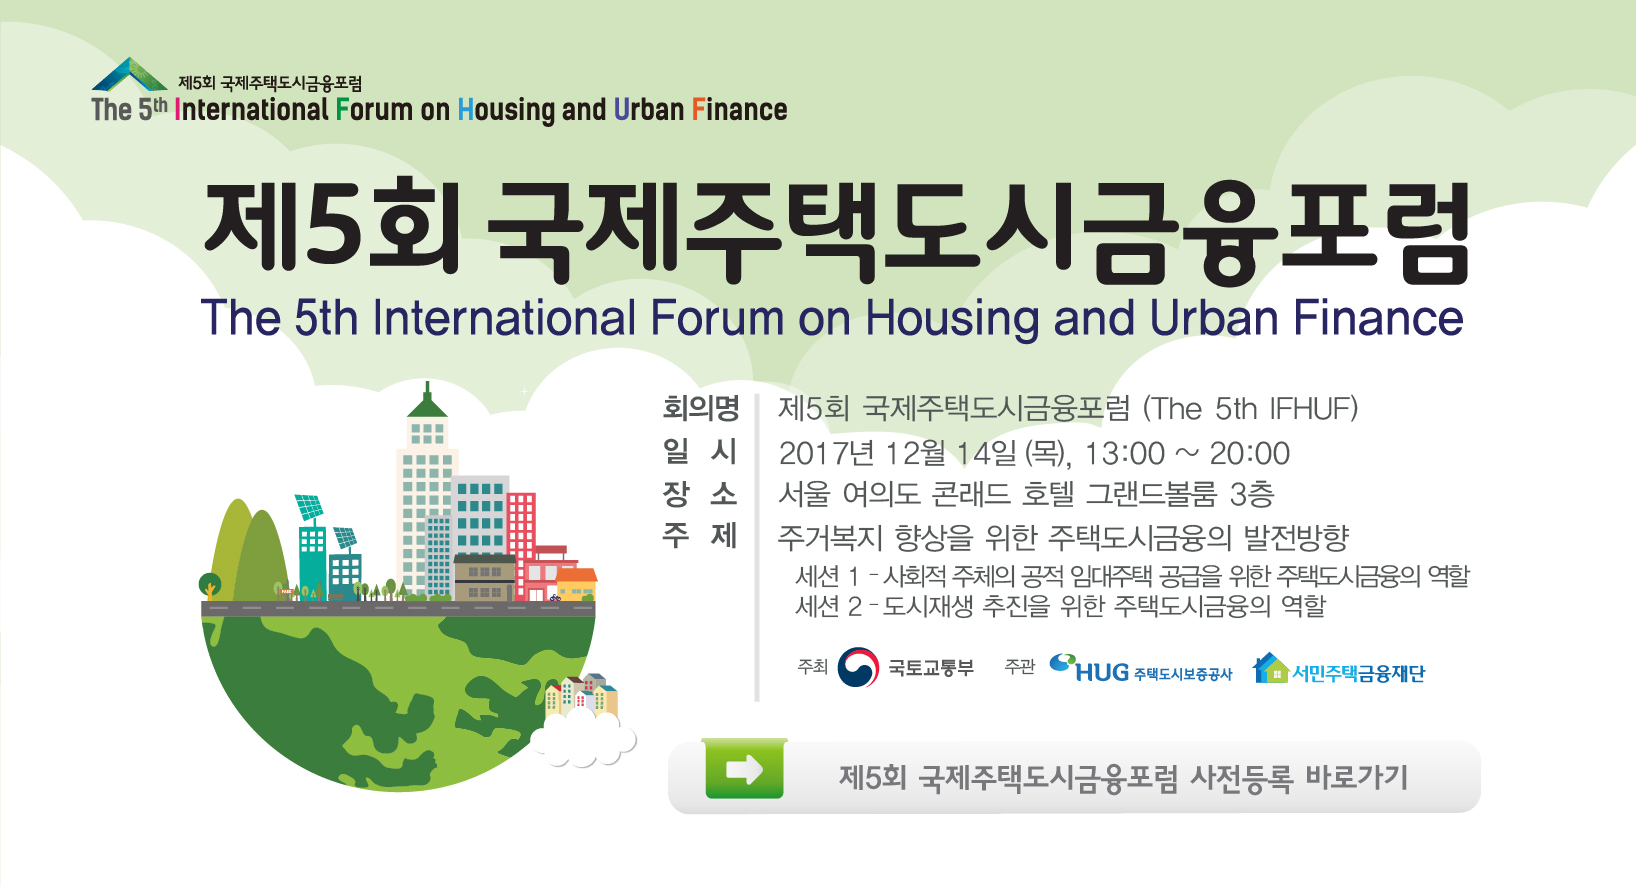 제5회 국제주택도시금융포럼
The 5th International Forum on Housing and Urban Finance
제5회 국제주택도시금융포럼
The 5th International Forum on Housing and Urban Finance
회의명 제5회 국제주택도시금융포럼 (The 5th IFHUF)
일 시 2017년 12월 14일 (목), 13:00 ~ 20:00
장 소 서울 여의도 콘래드 호텔 그랜드볼룸 3층
주 제 주거복지 향상을 위한 주택도시금융의 발전방향
세션 1 - 사회적 주체의 공적 임대주택 공급을 위한 주택도시금융의 역할
세션 2 - 도시재생 추진을 위한 주택도시금융의 역할
주최 국토교통부 주관 HUG 주택도시보증공사 서민주택금융재단
제5회 국제주택도시금융포럼 사전등록 바로가기